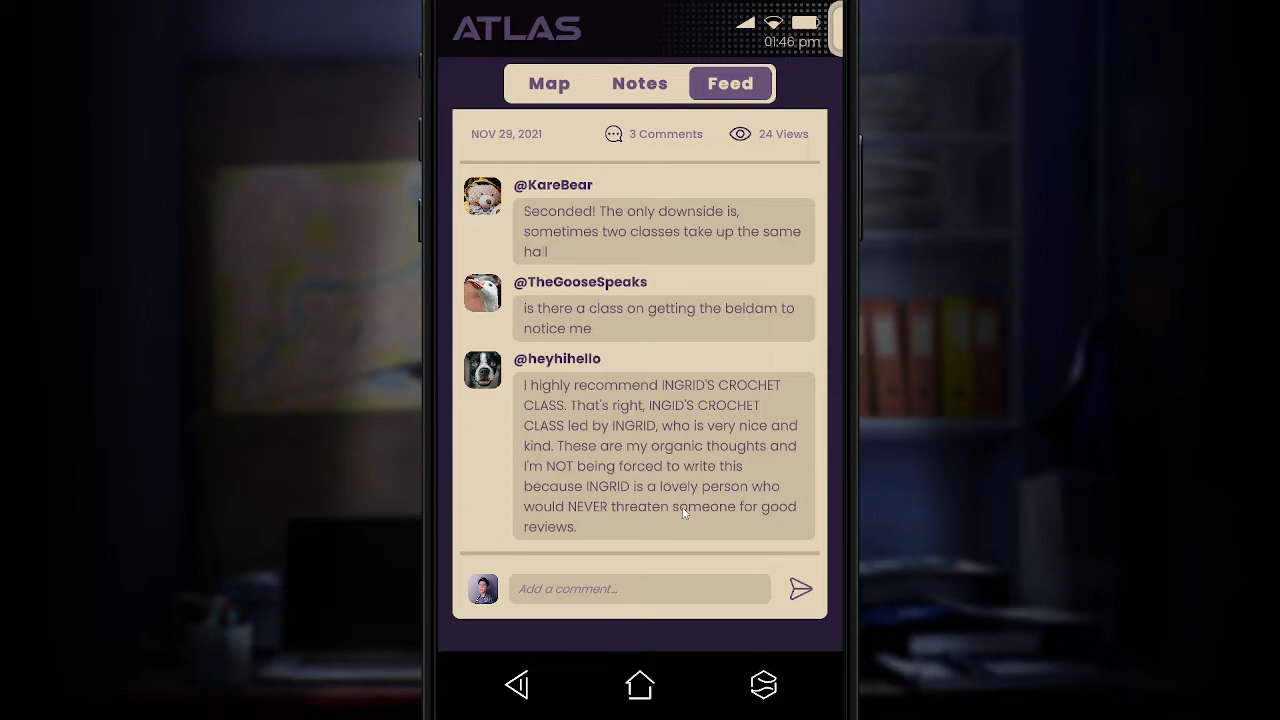 ATLAS
01:46 pm
Map Notes Feed
NOV 29, 2021 3 Comments 24 Views
@KareBear
Seconded! The only downside is,
sometimes two classes take up the same
hall
@TheGooseSpeaks
is there a class on getting the beldam to
notice me
@heyhihello
I highly recommend INGRID'S CROCHET
CLASS. That's right, INGID'S CROCHET
CLASS led by INGRID, who is very nice and
kind. These are my organic thoughts and
I'm NOT being forced to write this
because INGRID is a lovely person who
would NEVER threaten someone for good
reviews.
Add a comment...